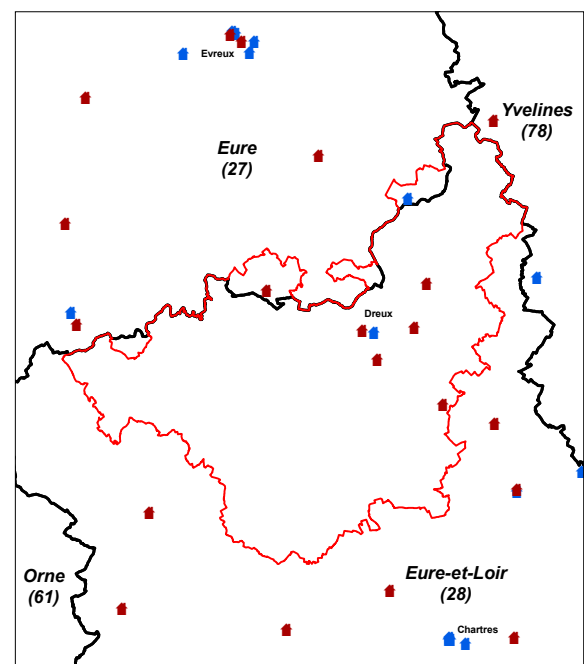 Evreux
Yvelines
(78)
Eure
(27)
Dreux
Orne
(61)
Eure-et-Loir
(28)
Chartres